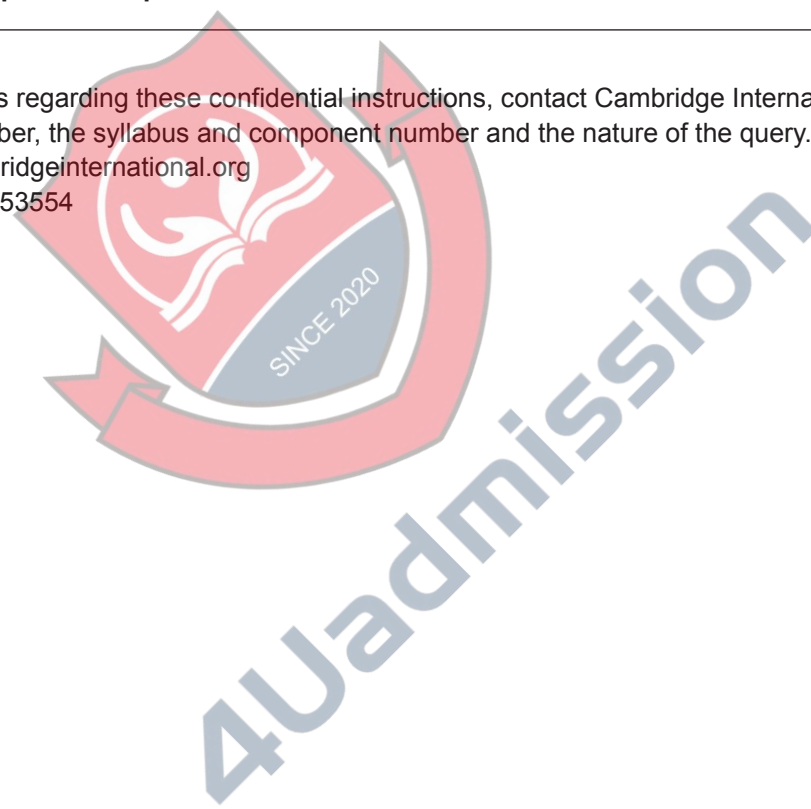 s regarding these confidential instructions, contact Cambridge Interna
ber, the syllabus and component number and the nature of the query.
ridgeinternational.org
53554
SINCE 2020
4Uadmission